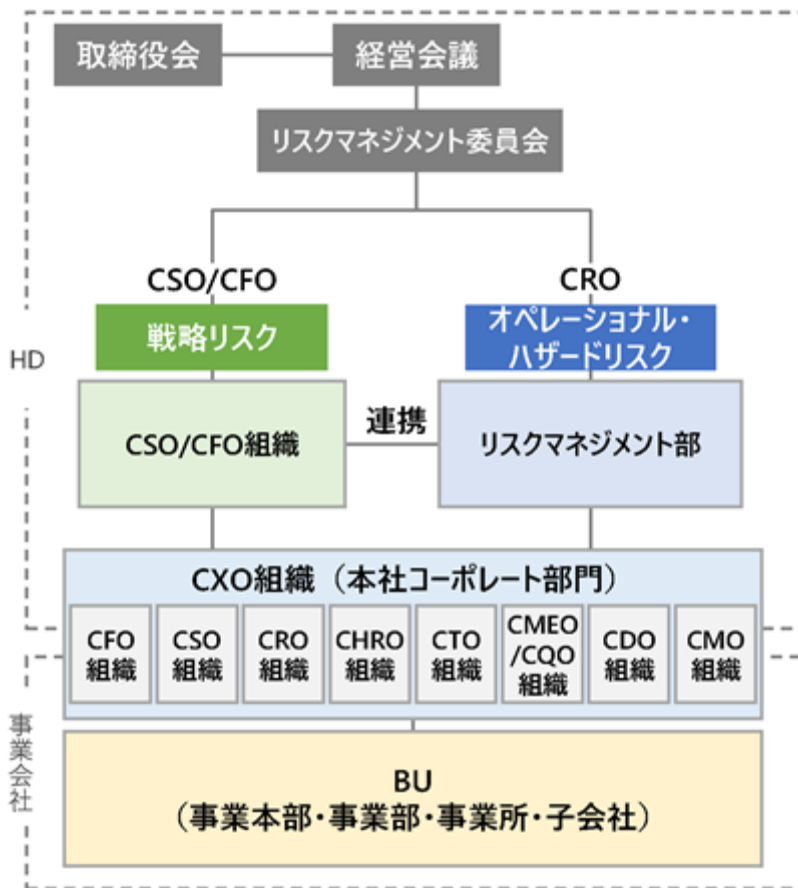 取締役会
経営会議
リスクマネジメント委員会
CSO/CFO
CRO
戦略リスク
オペレーショナル・
ハザードリスク
HD
CSO/CFO組織
連携
リスクマネジメント部
CXO組織（本社コーポレート部門）
CFO
組織
CSO
組織
CRO
組織
CHRO
組織
CTO
組織
CMEO
/CQO
組織
CDO
組織
CMO
組織
事業会社
BU
（事業本部・事業部・事業所・子会社）